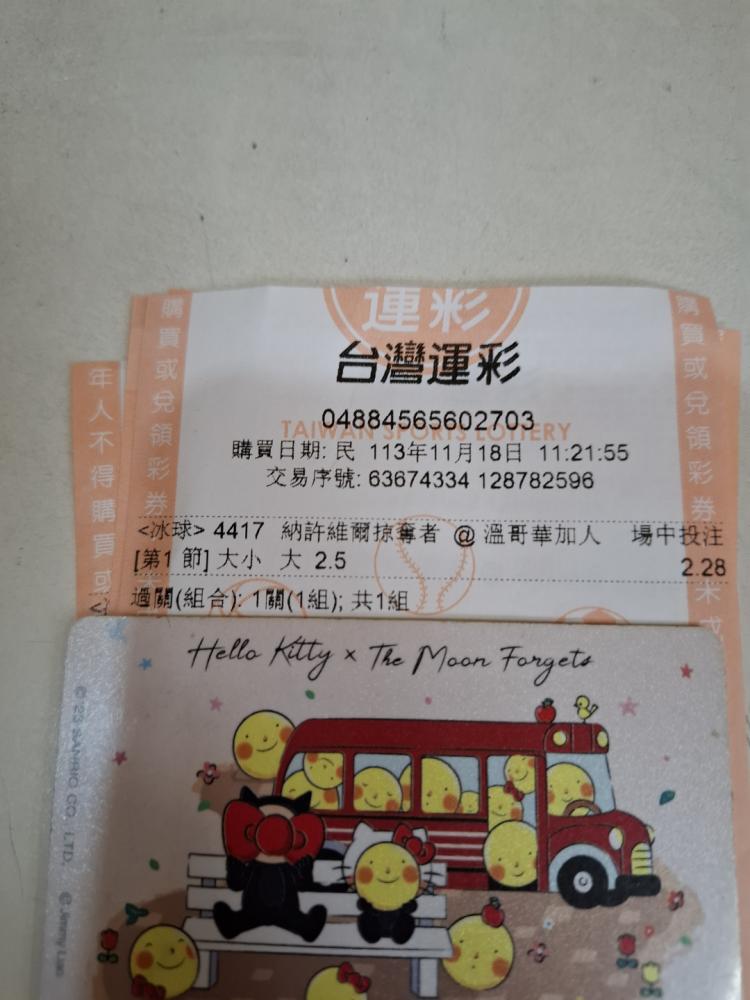 運彩
台灣運彩
04884565602703
TAIWAN SPORTS LOTTERY
購買日期: 民 113年11月18日 11:21:55
交易序號: 63674334 128782596
<冰球> 4417 納許維爾掠奪者 @ 溫哥華加人 場中投注
[第1 節] 大小 大 2.5 2.28
過關(組合): 1關(1組); 共1組
購買或兌領彩券
購買或兌領彩券
未成
年人不得購買或
Hello Kitty × The Moon Forgets
© '23 SANRIO CO., LTD. © Jimmy Liao